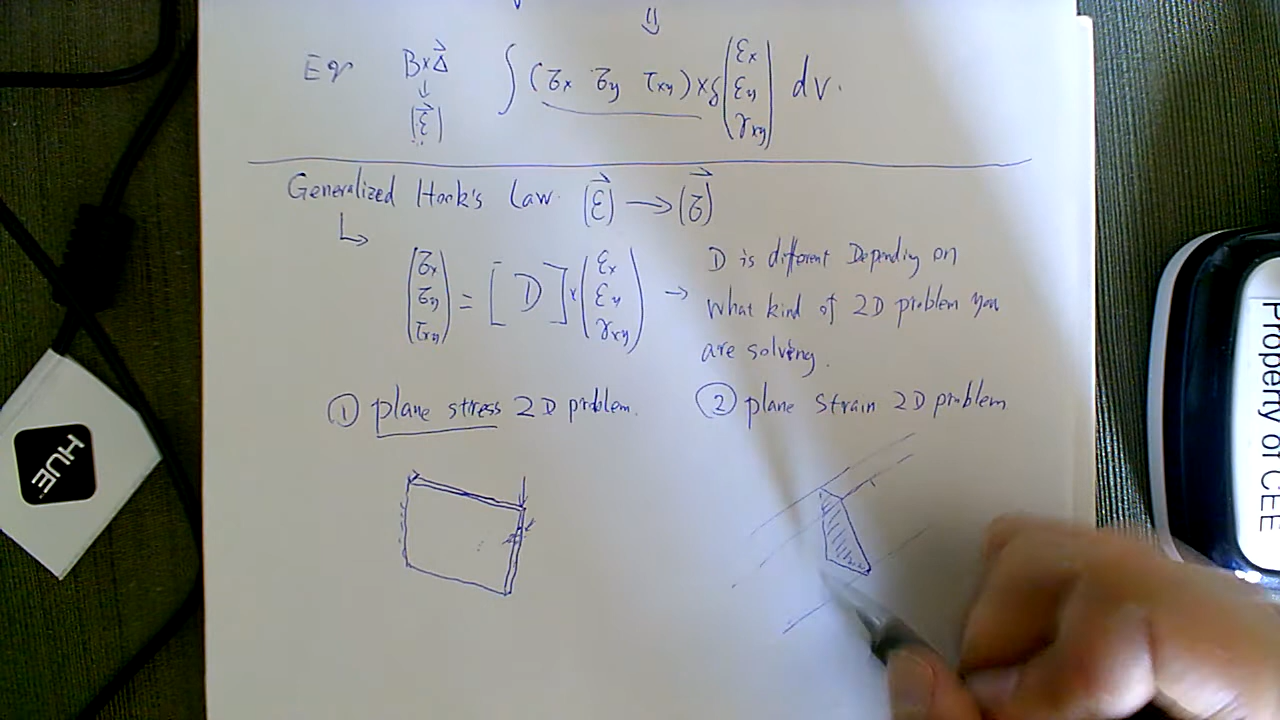 Eq. B×Δ⃗ ∫ (σx σy τxy) × δ (εx εy γxy) dv.
↓
(ε⃗)
Generalized Hook's Law. (ε⃗) → (σ⃗)
(σx σy τxy) = [ D ] × (εx εy γxy) → D is different Depending on
what kind of 2D problem you
are solving.
① plane stress 2D problem.
② plane strain 2D problem
HUE
Property of CEE